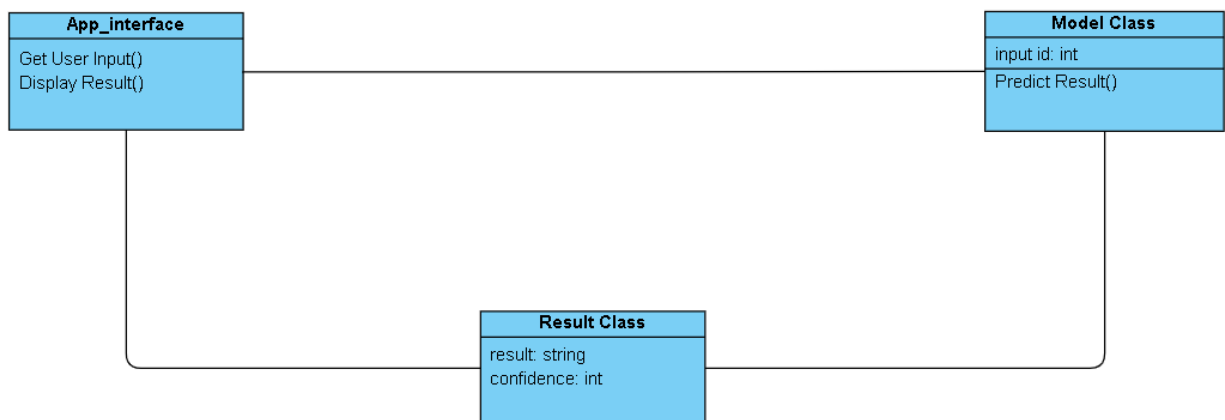 App_interface
Get User Input()
Display Result()
Model Class
input id: int
Predict Result()
Result Class
result: string
confidence: int